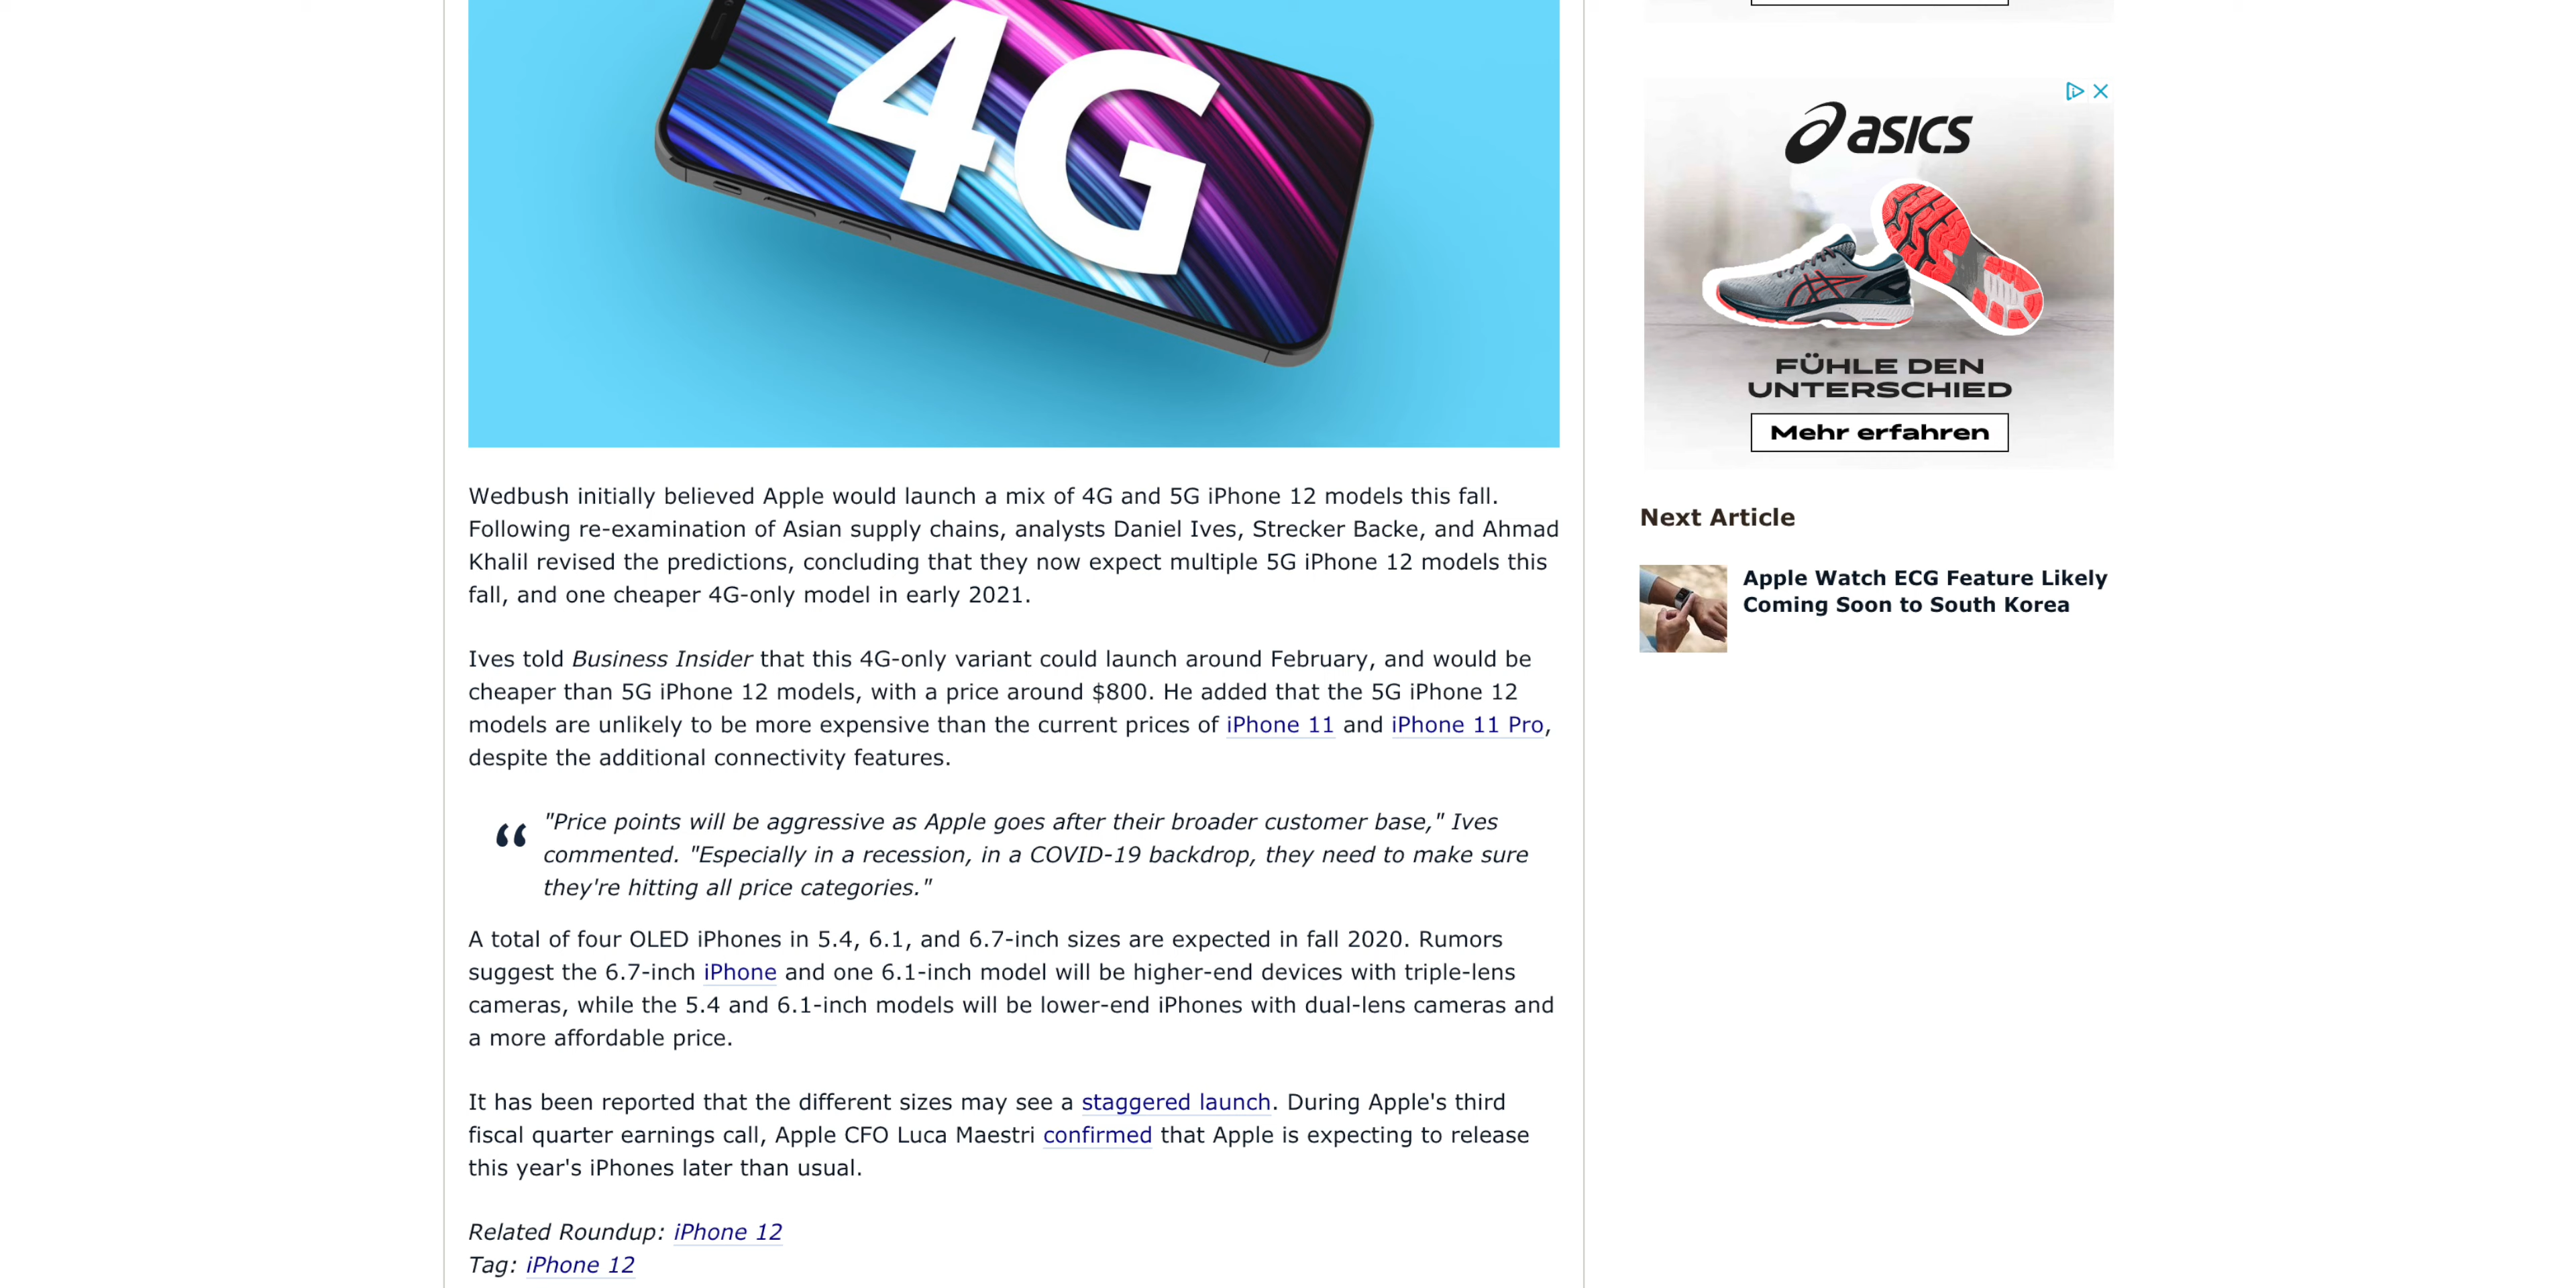 4G
Wedbush initially believed Apple would launch a mix of 4G and 5G iPhone 12 models this fall.
Following re-examination of Asian supply chains, analysts Daniel Ives, Strecker Backe, and Ahmad
Khalil revised the predictions, concluding that they now expect multiple 5G iPhone 12 models this
fall, and one cheaper 4G-only model in early 2021.
Ives told Business Insider that this 4G-only variant could launch around February, and would be
cheaper than 5G iPhone 12 models, with a price around $800. He added that the 5G iPhone 12
models are unlikely to be more expensive than the current prices of iPhone 11 and iPhone 11 Pro,
despite the additional connectivity features.
“ "Price points will be aggressive as Apple goes after their broader customer base," Ives
commented. "Especially in a recession, in a COVID-19 backdrop, they need to make sure
they're hitting all price categories."
A total of four OLED iPhones in 5.4, 6.1, and 6.7-inch sizes are expected in fall 2020. Rumors
suggest the 6.7-inch iPhone and one 6.1-inch model will be higher-end devices with triple-lens
cameras, while the 5.4 and 6.1-inch models will be lower-end iPhones with dual-lens cameras and
a more affordable price.
It has been reported that the different sizes may see a staggered launch. During Apple's third
fiscal quarter earnings call, Apple CFO Luca Maestri confirmed that Apple is expecting to release
this year's iPhones later than usual.
Related Roundup: iPhone 12
Tag: iPhone 12
asics
FÜHLE DEN
UNTERSCHIED
Mehr erfahren
Next Article
Apple Watch ECG Feature Likely
Coming Soon to South Korea